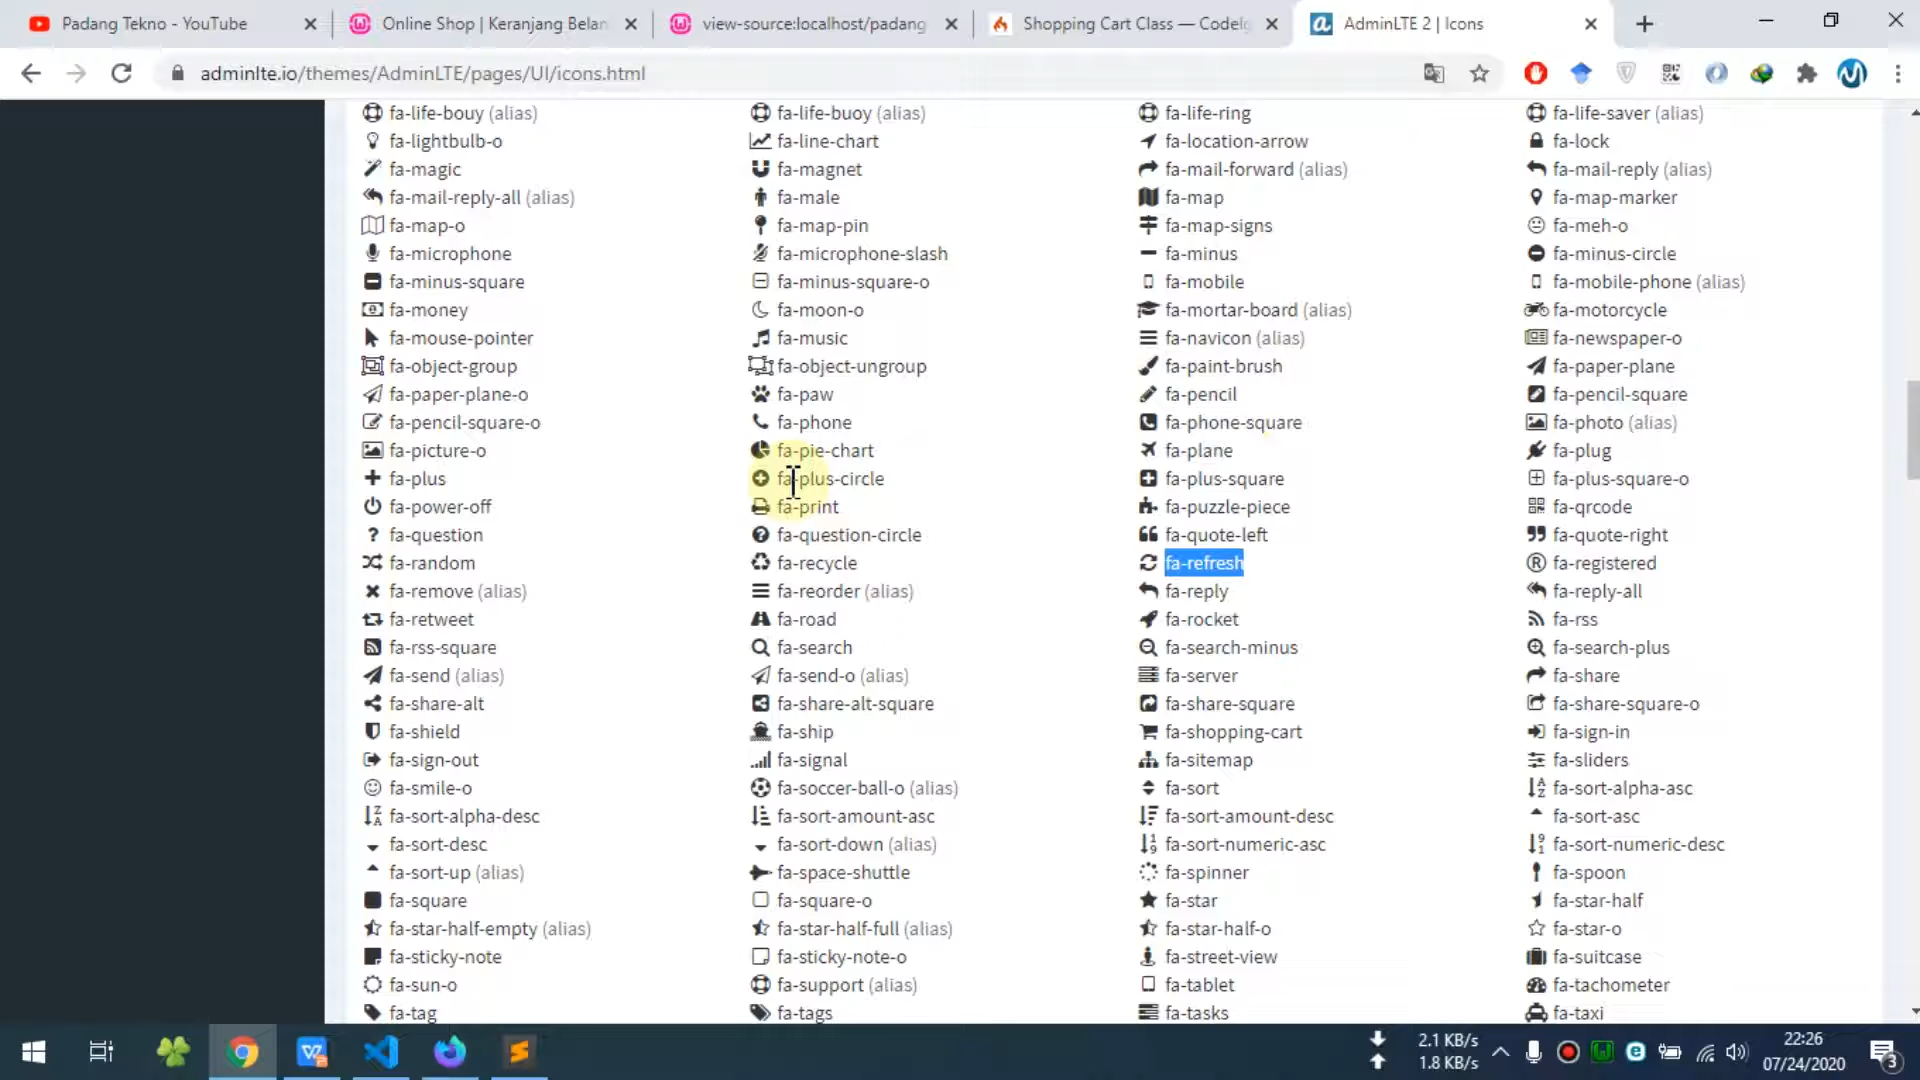 Padang Tekno - YouTube
Online Shop | Keranjang Belan
view-source:localhost/padang
Shopping Cart Class — CodeIg
AdminLTE 2 | Icons
adminlte.io/themes/AdminLTE/pages/UI/icons.html
fa-life-bouy (alias) fa-life-buoy (alias) fa-life-ring fa-life-saver (alias)
fa-lightbulb-o fa-line-chart fa-location-arrow fa-lock
fa-magic fa-magnet fa-mail-forward (alias) fa-mail-reply (alias)
fa-mail-reply-all (alias) fa-male fa-map fa-map-marker
fa-map-o fa-map-pin fa-map-signs fa-meh-o
fa-microphone fa-microphone-slash fa-minus fa-minus-circle
fa-minus-square fa-minus-square-o fa-mobile fa-mobile-phone (alias)
fa-money fa-moon-o fa-mortar-board (alias) fa-motorcycle
fa-mouse-pointer fa-music fa-navicon (alias) fa-newspaper-o
fa-object-group fa-object-ungroup fa-paint-brush fa-paper-plane
fa-paper-plane-o fa-paw fa-pencil fa-pencil-square
fa-pencil-square-o fa-phone fa-phone-square fa-photo (alias)
fa-picture-o fa-pie-chart fa-plane fa-plug
fa-plus fa-plus-circle fa-plus-square fa-plus-square-o
fa-power-off fa-print fa-puzzle-piece fa-qrcode
fa-question fa-question-circle fa-quote-left fa-quote-right
fa-random fa-recycle fa-refresh fa-registered
fa-remove (alias) fa-reorder (alias) fa-reply fa-reply-all
fa-retweet fa-road fa-rocket fa-rss
fa-rss-square fa-search fa-search-minus fa-search-plus
fa-send (alias) fa-send-o (alias) fa-server fa-share
fa-share-alt fa-share-alt-square fa-share-square fa-share-square-o
fa-shield fa-ship fa-shopping-cart fa-sign-in
fa-sign-out fa-signal fa-sitemap fa-sliders
fa-smile-o fa-soccer-ball-o (alias) fa-sort fa-sort-alpha-asc
fa-sort-alpha-desc fa-sort-amount-asc fa-sort-amount-desc fa-sort-asc
fa-sort-desc fa-sort-down (alias) fa-sort-numeric-asc fa-sort-numeric-desc
fa-sort-up (alias) fa-space-shuttle fa-spinner fa-spoon
fa-square fa-square-o fa-star fa-star-half
fa-star-half-empty (alias) fa-star-half-full (alias) fa-star-half-o fa-star-o
fa-sticky-note fa-sticky-note-o fa-street-view fa-suitcase
fa-sun-o fa-support (alias) fa-tablet fa-tachometer
fa-tag fa-tags fa-tasks fa-taxi
2.1 KB/s
1.8 KB/s
22:26
07/24/2020
3